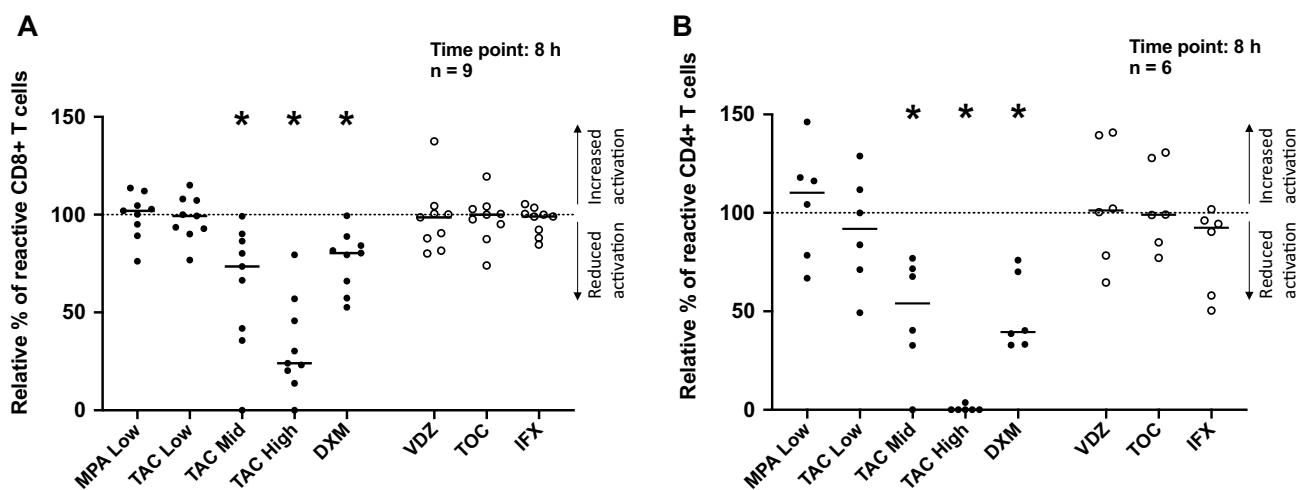 A
Time point: 8 h
n = 9
Relative % of reactive CD8+ T cells
150
100
50
0
* * *
Increased
activation
Reduced
activation
MPA Low
TAC Low
TAC Mid
TAC High
DXM
VDZ
TOC
IFX
B
Time point: 8 h
n = 6
Relative % of reactive CD4+ T cells
150
100
50
0
* * *
Increased
activation
Reduced
activation
MPA Low
TAC Low
TAC Mid
TAC High
DXM
VDZ
TOC
IFX